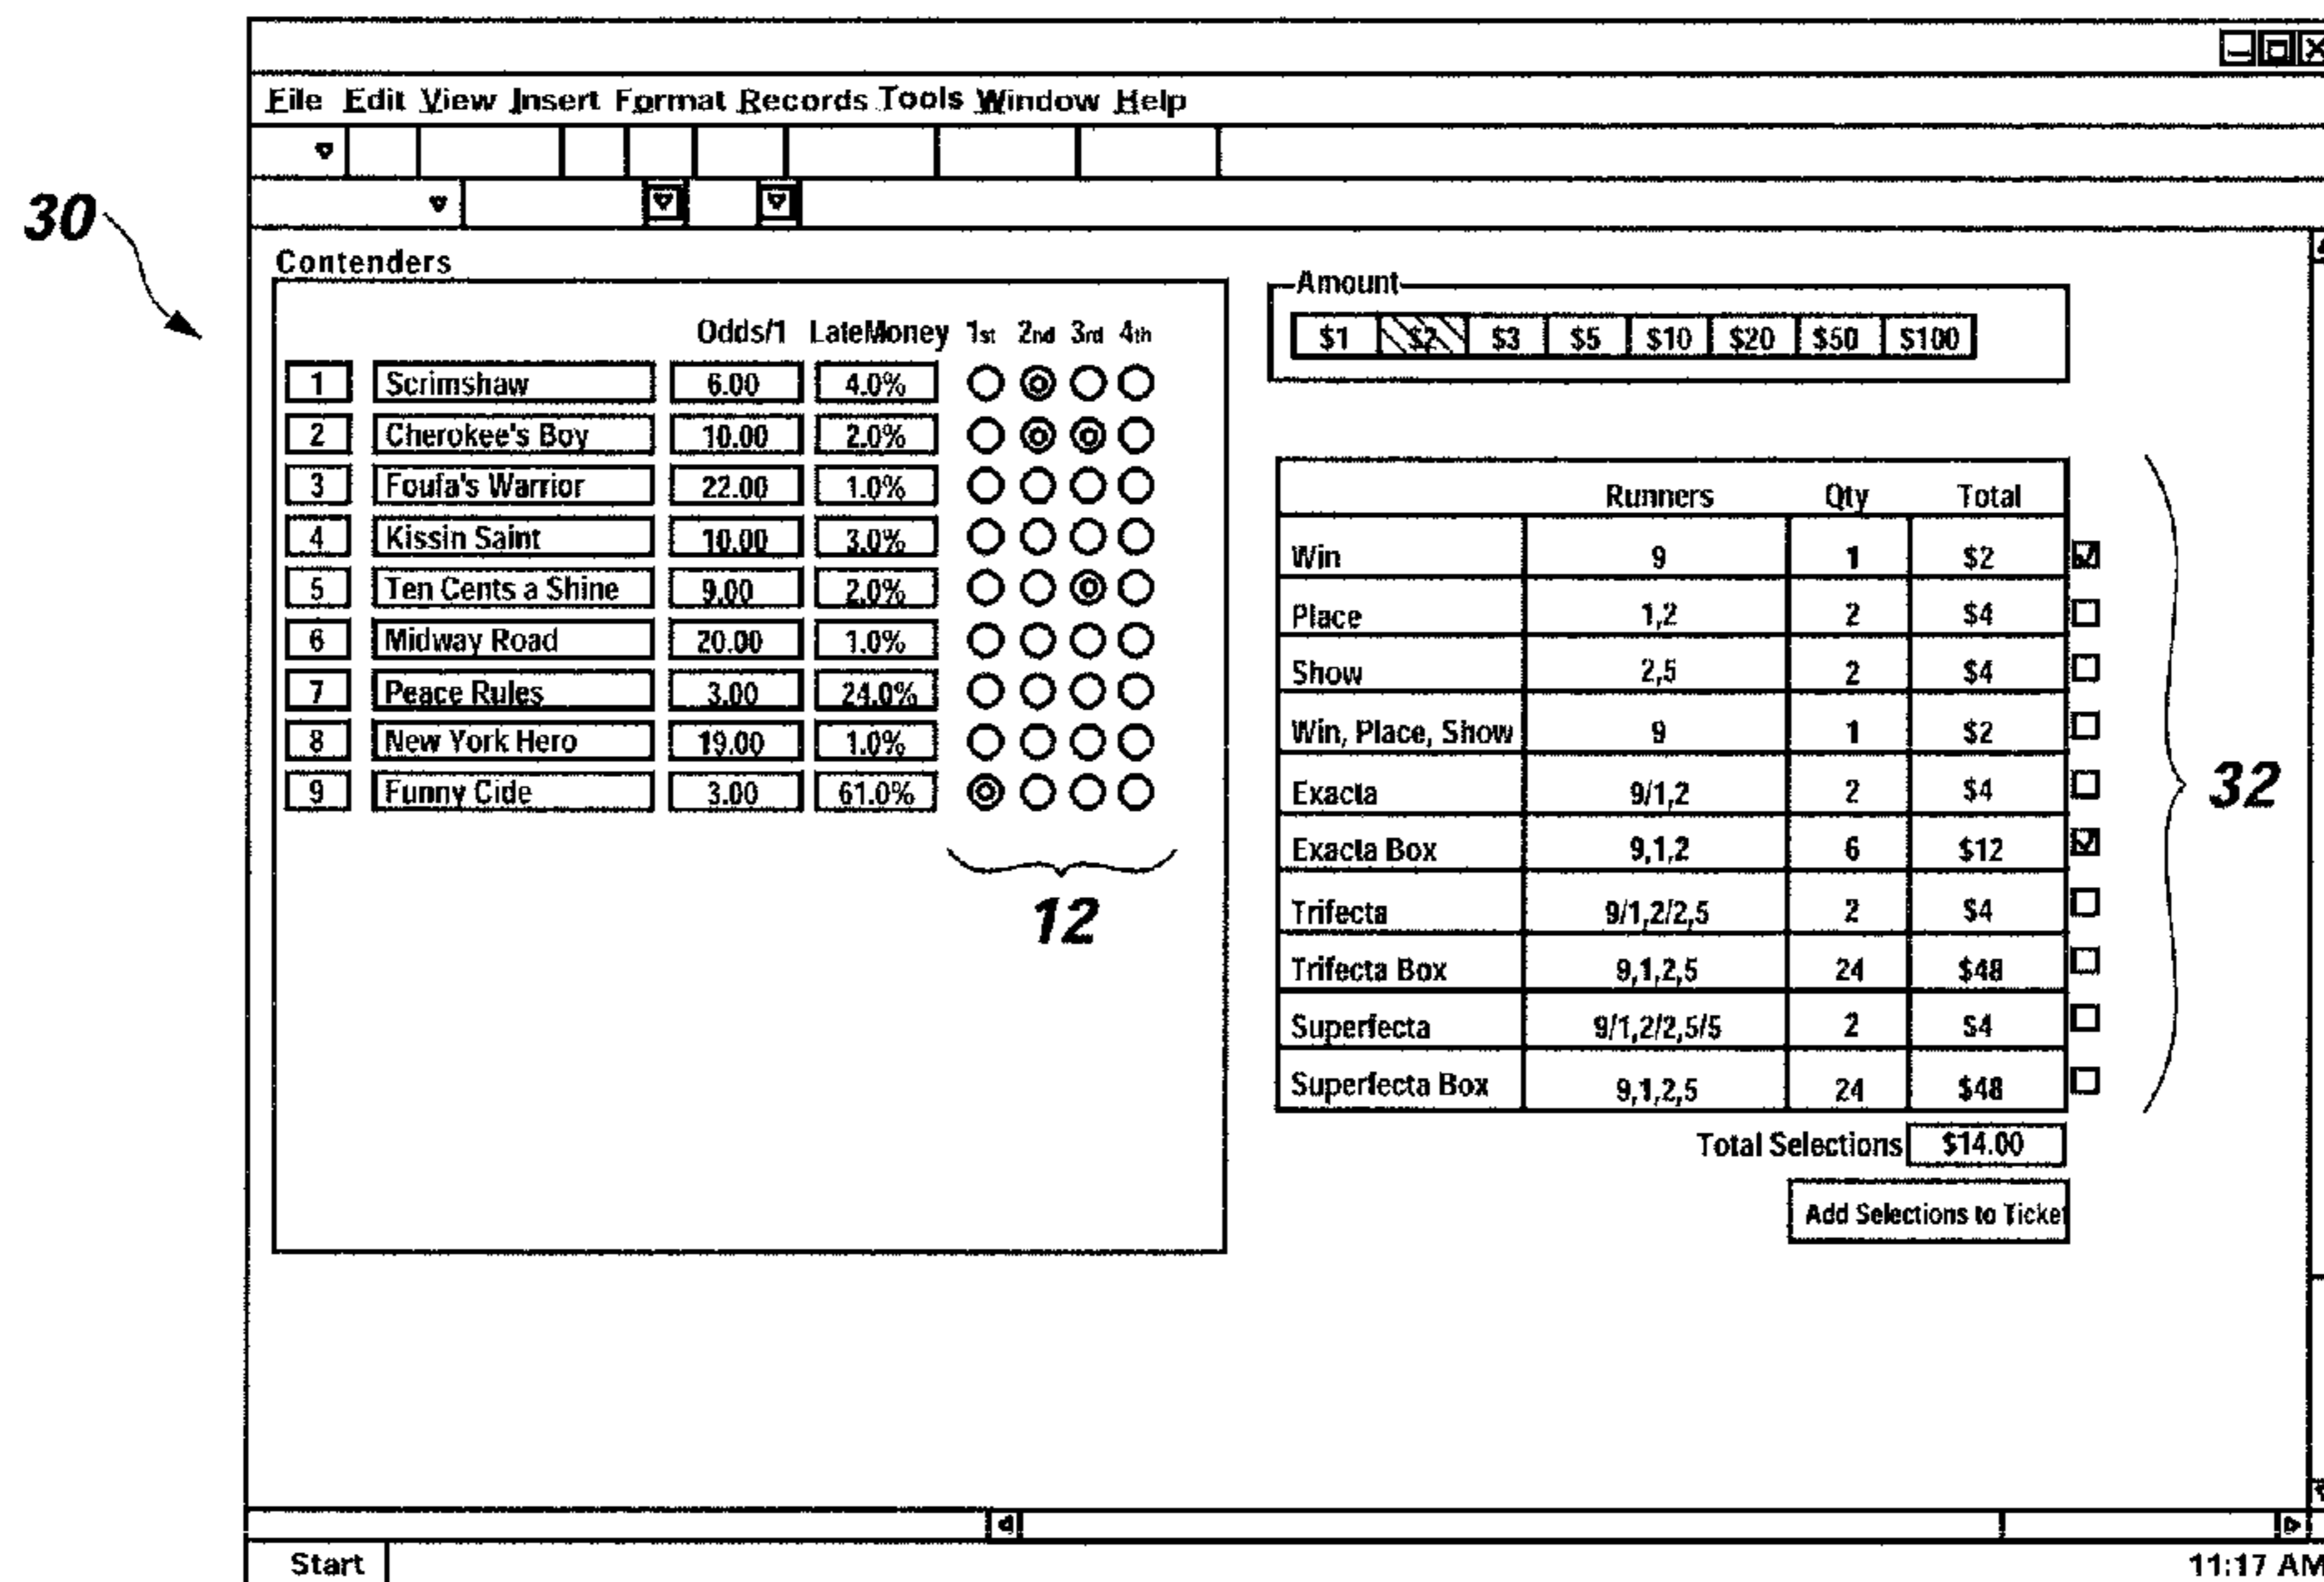 File Edit View Insert Format Records Tools Window Help
30
Contenders
Odds/1 LateMoney 1st 2nd 3rd 4th
1 Scrimshaw 6.00 4.0%
2 Cherokee's Boy 10.00 2.0%
3 Foufa's Warrior 22.00 1.0%
4 Kissin Saint 10.00 3.0%
5 Ten Cents a Shine 9.00 2.0%
6 Midway Road 20.00 1.0%
7 Peace Rules 3.00 24.0%
8 New York Hero 19.00 1.0%
9 Funny Cide 3.00 61.0%
12
Amount
$1 $2 $3 $5 $10 $20 $50 $100
Runners Qty Total
Win 9 1 $2
Place 1,2 2 $4
Show 2,5 2 $4
Win, Place, Show 9 1 $2
Exacta 9/1,2 2 $4
Exacta Box 9,1,2 6 $12
Trifecta 9/1,2/2,5 2 $4
Trifecta Box 9,1,2,5 24 $48
Superfecta 9/1,2/2,5/5 2 $4
Superfecta Box 9,1,2,5 24 $48
32
Total Selections $14.00
Add Selections to Ticket
Start 11:17 AM